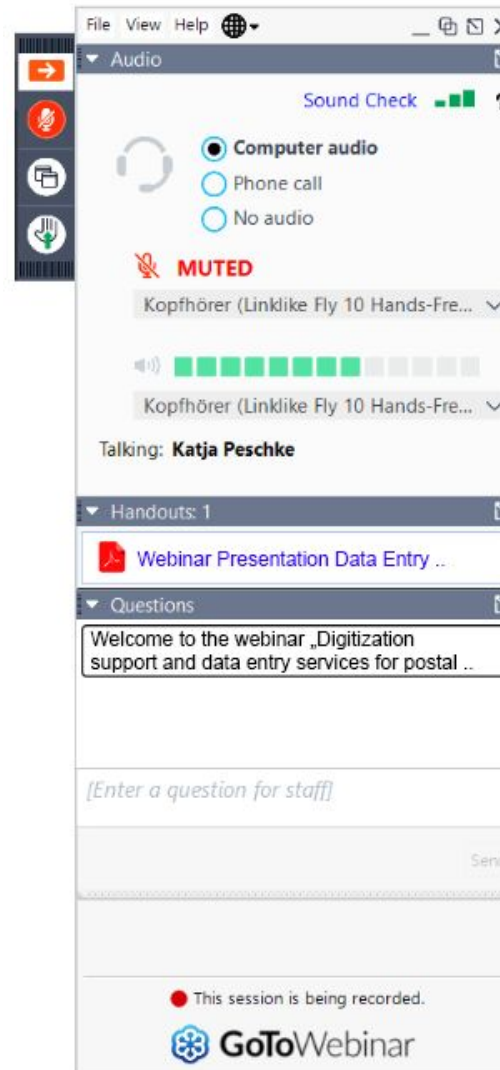 File View Help
Audio
Sound Check ?
Computer audio
Phone call
No audio
MUTED
Kopfhörer (Linklike Fly 10 Hands-Fre...
Kopfhörer (Linklike Fly 10 Hands-Fre...
Talking: Katja Peschke
Handouts: 1
Webinar Presentation Data Entry ..
Questions
Welcome to the webinar „Digitization
support and data entry services for postal ..
[Enter a question for staff]
Send
This session is being recorded.
GoToWebinar